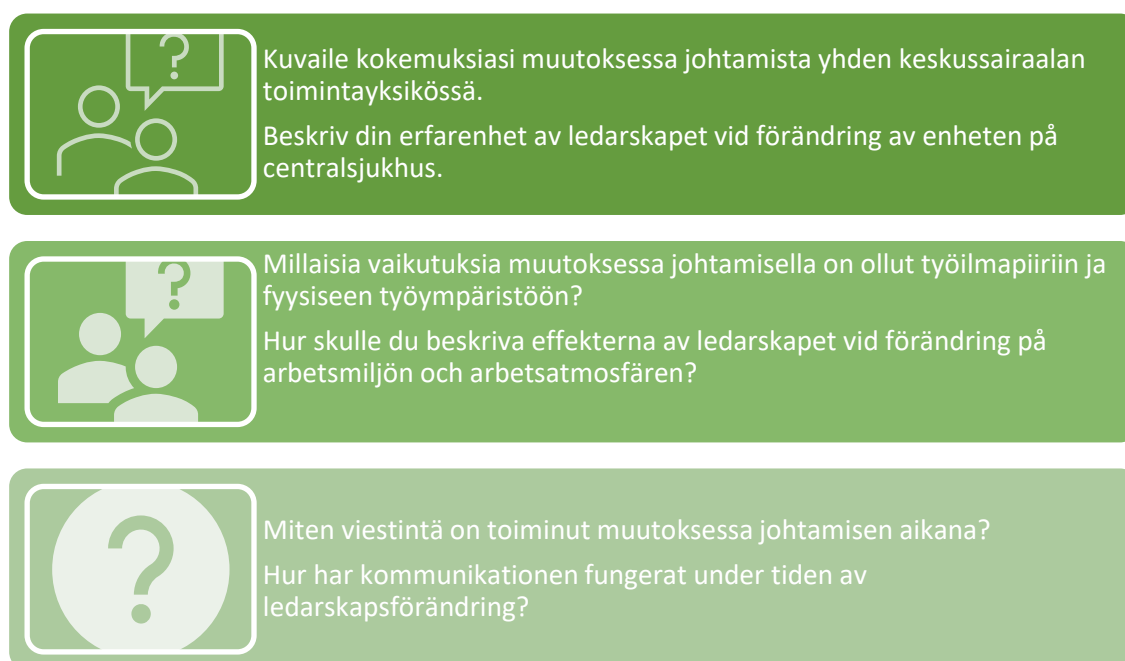 ?
Kuvaile kokemuksiasi muutoksessa johtamista yhden keskussairaalan
toimintayksikössä.
Beskriv din erfarenhet av ledarskapet vid förändring av enheten på
centralsjukhus.
?
Millaisia vaikutuksia muutoksessa johtamisella on ollut työilmapiiriin ja
fyysiseen työympäristöön?
Hur skulle du beskriva effekterna av ledarskapet vid förändring på
arbetsmiljön och arbetsatmosfären?
?
Miten viestintä on toiminut muutoksessa johtamisen aikana?
Hur har kommunikationen fungerat under tiden av
ledarskapsförändring?